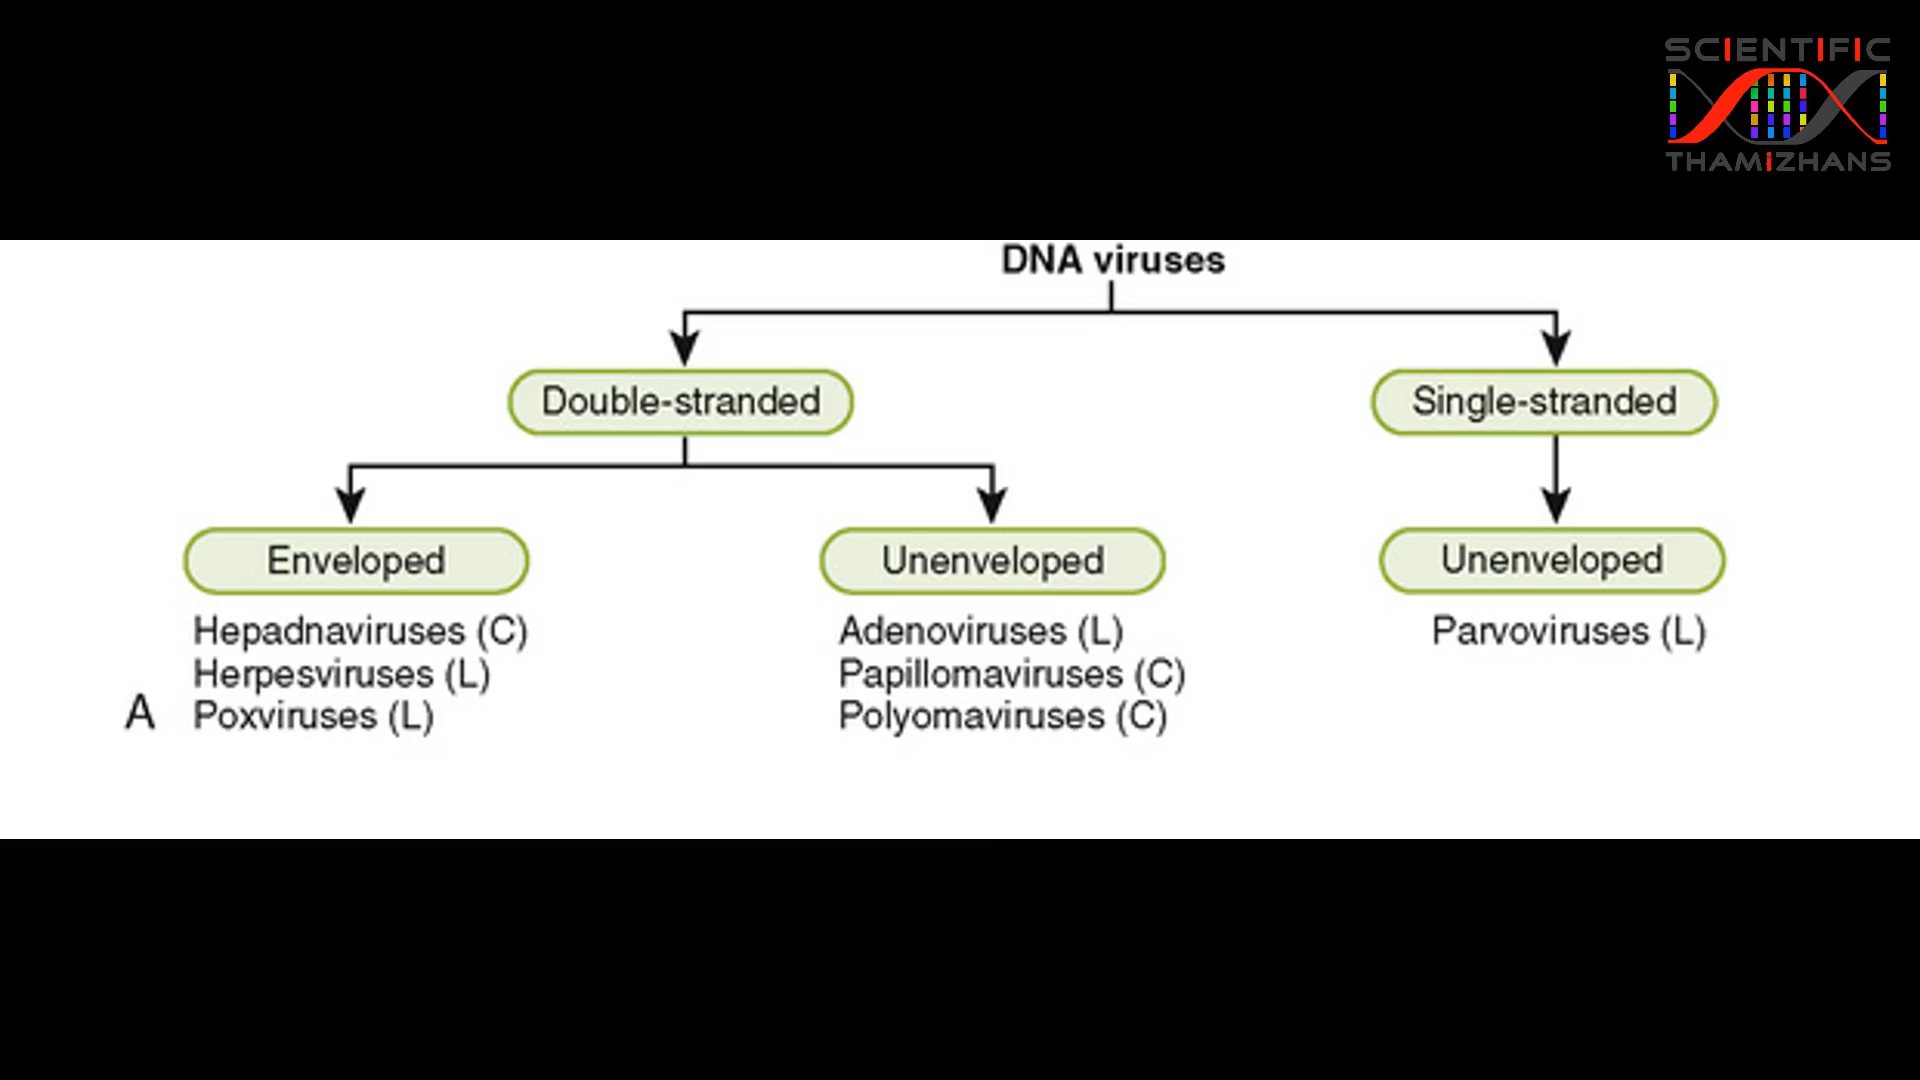 SCIENTIFIC
THAMiZHANS
DNA viruses
Double-stranded
Single-stranded
Enveloped
Unenveloped
Unenveloped
Hepadnaviruses (C)
Herpesviruses (L)
A Poxviruses (L)
Adenoviruses (L)
Papillomaviruses (C)
Polyomaviruses (C)
Parvoviruses (L)